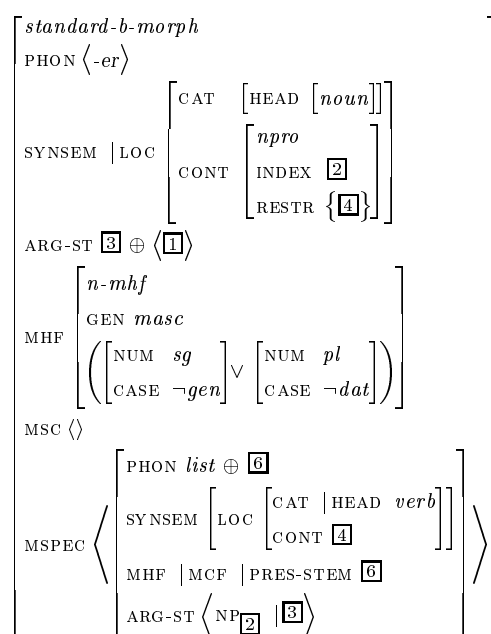 standard-b-morph
PHON ⟨-er⟩
CAT [HEAD [noun]]
SYNSEM | LOC
npro
CONT INDEX 2
RESTR {4}
ARG-ST 3 ⊕ ⟨1⟩
n-mhf
GEN masc
MHF
NUM sg ∨ NUM pl
CASE ¬gen CASE ¬dat
MSC ⟨⟩
PHON list ⊕ 6
SYNSEM [LOC [CAT | HEAD verb]]
CONT 4
MSPEC
MHF | MCF | PRES-STEM 6
ARG-ST ⟨NP2 | 3⟩